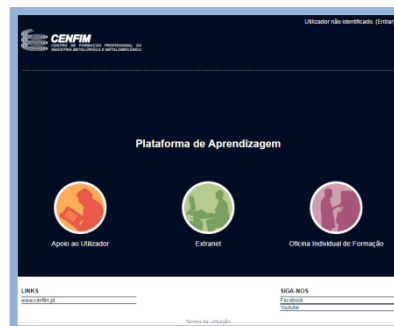 Utilizador não identificado. (Entrar
CENFIM
CENTRO DE FORMAÇÃO PROFISSIONAL DA
INDÚSTRIA METALÚRGICA E METALOMECÂNICA
Plataforma de Aprendizagem
Apoio ao Utilizador
Extranet
Oficina Individual de Formação
LINKS
www.cenfim.pt
SIGA-NOS
Facebook
Youtube
Termos de utilização